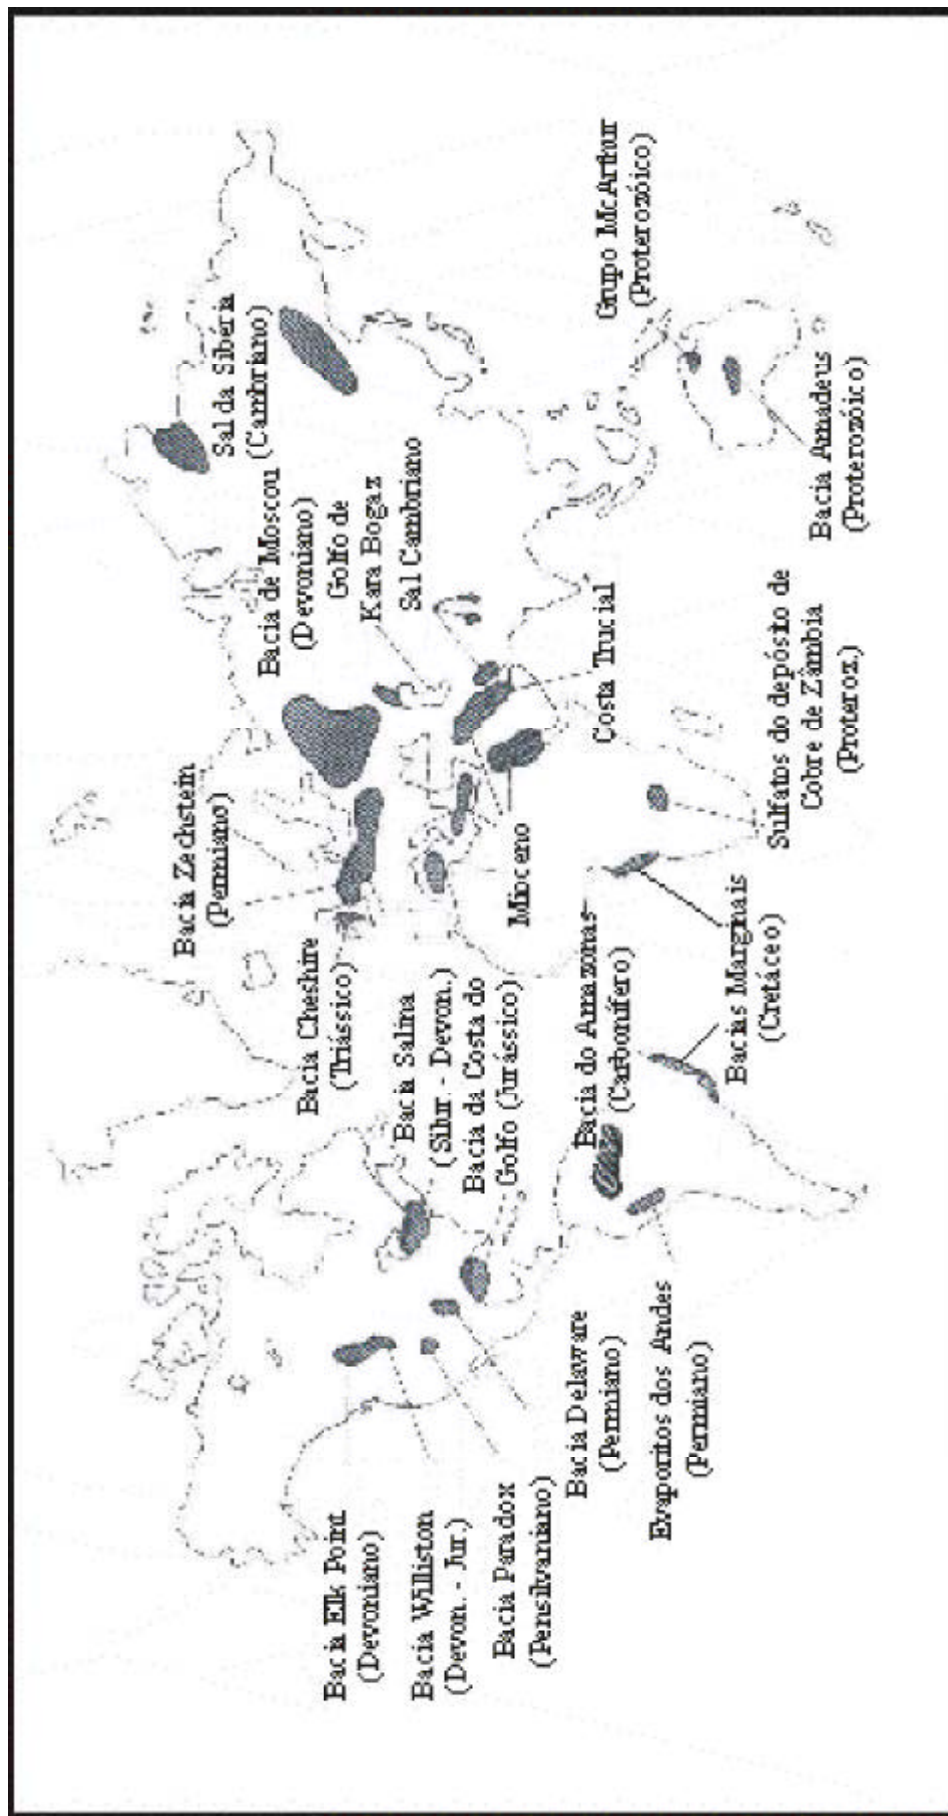 Bacia Elk Point
(Devoniano)
Bacia Williston
(Devon. - Jur.)
Bacia Paradox
(Pensilvaniano)
Bacia Delaware
(Permiano)
Evaporitos dos Andes
(Permiano)
Bacia Cheshire
(Triássico)
Bacia Salina
(Silur. - Devon.)
Bacia da Costa do
Golfo (Jurássico)
Bacia do Amazonas
(Carbonífero)
Bacias Marginais
(Cretáceo)
Bacia Zechstein
(Permiano)
Mioceno
Bacia de Moscou
(Devoniano)
Golfo de
Kara Bogaz
Sal Cambriano
Costa Trucial
Sulfatos do depósito de
Cobre de Zâmbia
(Proteroz.)
Sal da Sibéria
(Cambriano)
Grupo McArthur
(Proterozóico)
Bacia Amadeus
(Proterozóico)